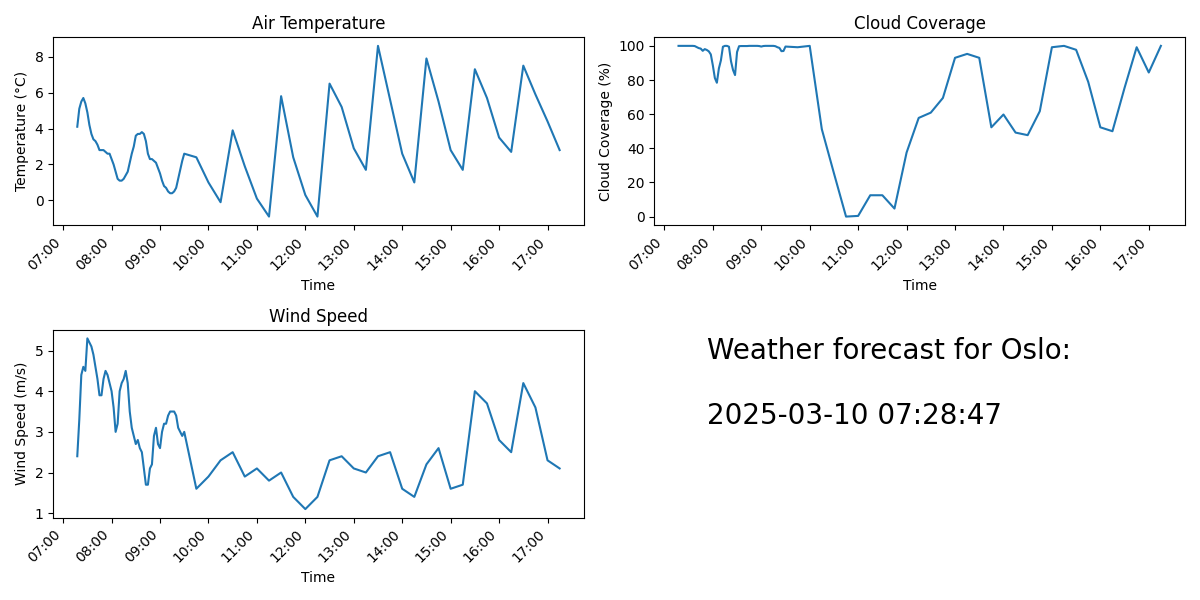 Air Temperature
Temperature (°C)
8
6
4
2
0
07:00 08:00 09:00 10:00 11:00 12:00 13:00 14:00 15:00 16:00 17:00
Time
Cloud Coverage
Cloud Coverage (%)
100
80
60
40
20
0
07:00 08:00 09:00 10:00 11:00 12:00 13:00 14:00 15:00 16:00 17:00
Time
Wind Speed
Wind Speed (m/s)
5
4
3
2
1
07:00 08:00 09:00 10:00 11:00 12:00 13:00 14:00 15:00 16:00 17:00
Time
Weather forecast for Oslo:
2025-03-10 07:28:47